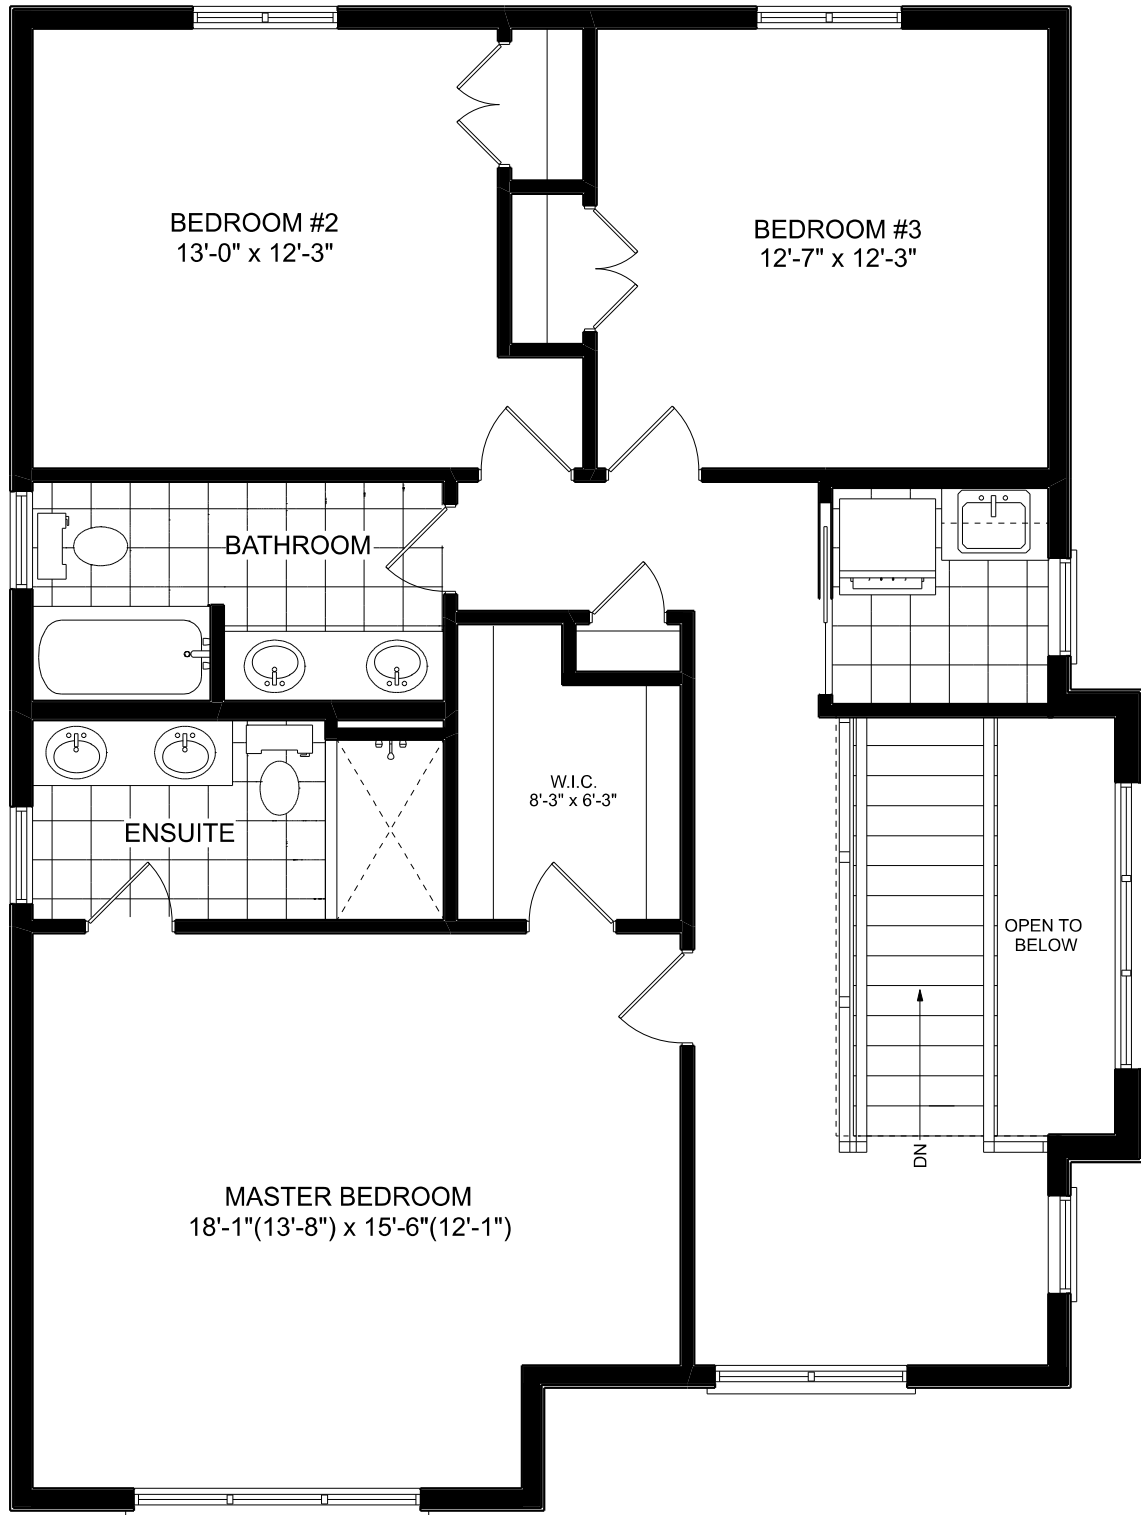 BEDROOM #2
13'-0" x 12'-3"
BEDROOM #3
12'-7" x 12'-3"
BATHROOM
W.I.C.
8'-3" x 6'-3"
ENSUITE
OPEN TO
BELOW
DN
MASTER BEDROOM
18'-1"(13'-8") x 15'-6"(12'-1")